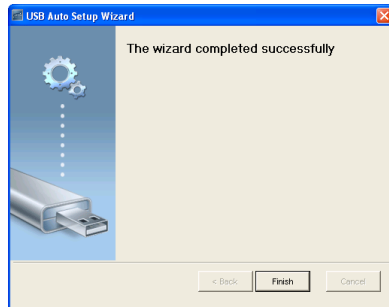 USB Auto Setup Wizard
The wizard completed successfully
< Back
Finish
Cancel